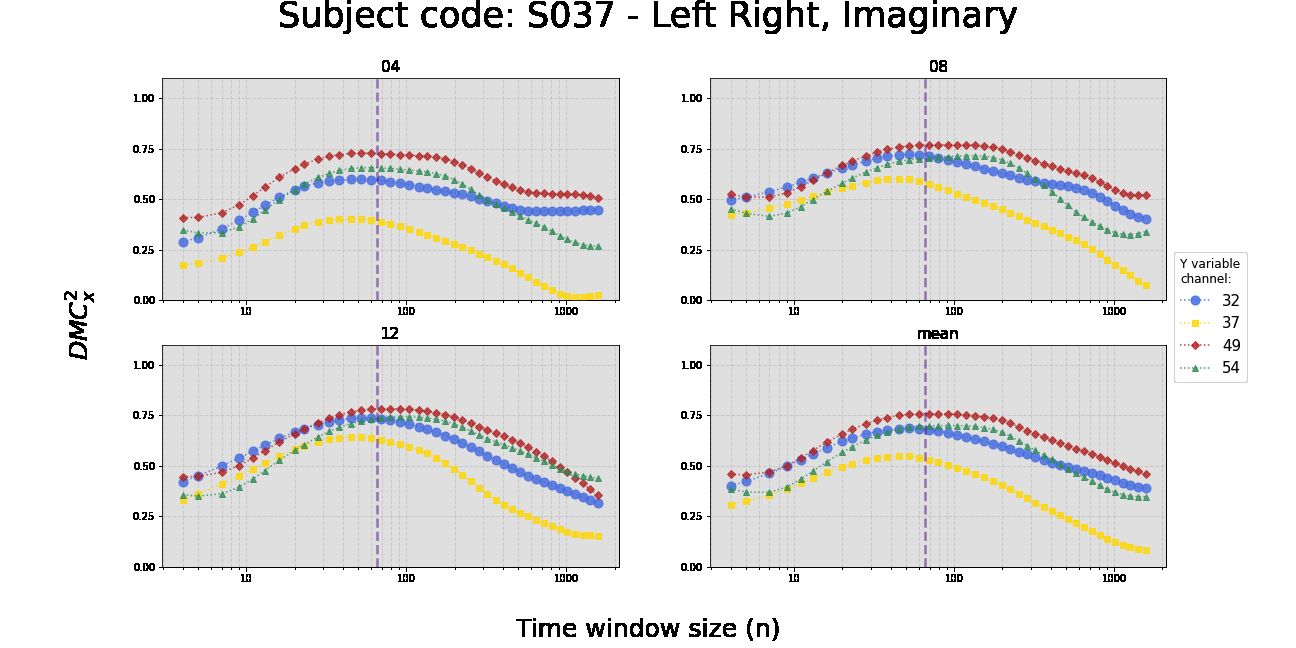 Subject code: S037 - Left Right, Imaginary
04
1.00
0.75
0.50
0.25
0.00
10 100 1000
08
1.00
0.75
0.50
0.25
0.00
10 100 1000
DMC²ₓ
12
1.00
0.75
0.50
0.25
0.00
10 100 1000
mean
1.00
0.75
0.50
0.25
0.00
10 100 1000
Y variable
channel:
32
37
49
54
Time window size (n)